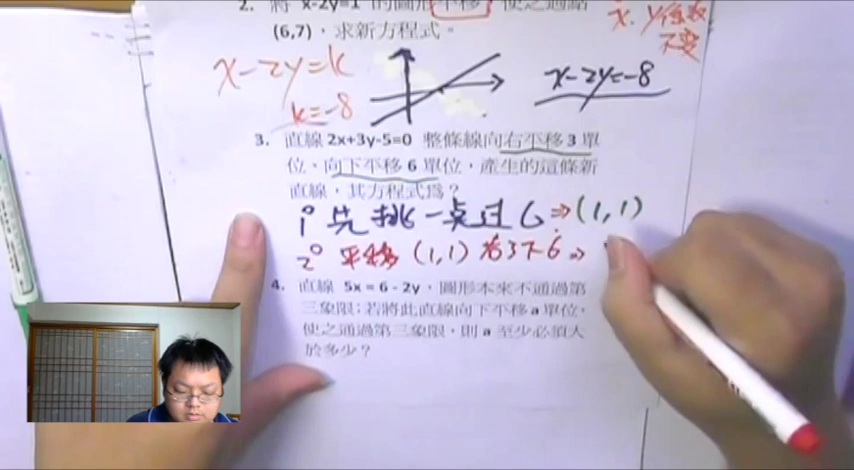 2. 將 x-2y=1 的圖形平移，使之過點
x, y係數
不變
(6,7)，求新方程式。
x-2y=k
x-2y=-8
k=-8
3. 直線 2x+3y-5=0 整條線向右平移 3 單
位、向下平移 6 單位，產生的這條新
直線，其方程式為？
1° 先挑一點过 L⇒(1,1)
2° 平移 (1,1) 右3下6 ⇒
4. 直線 5x = 6 - 2y，圖形本來不通過第
三象限；若將此直線向下平移 a 單位，
使之通過第三象限，則 a 至少必須大
於多少？